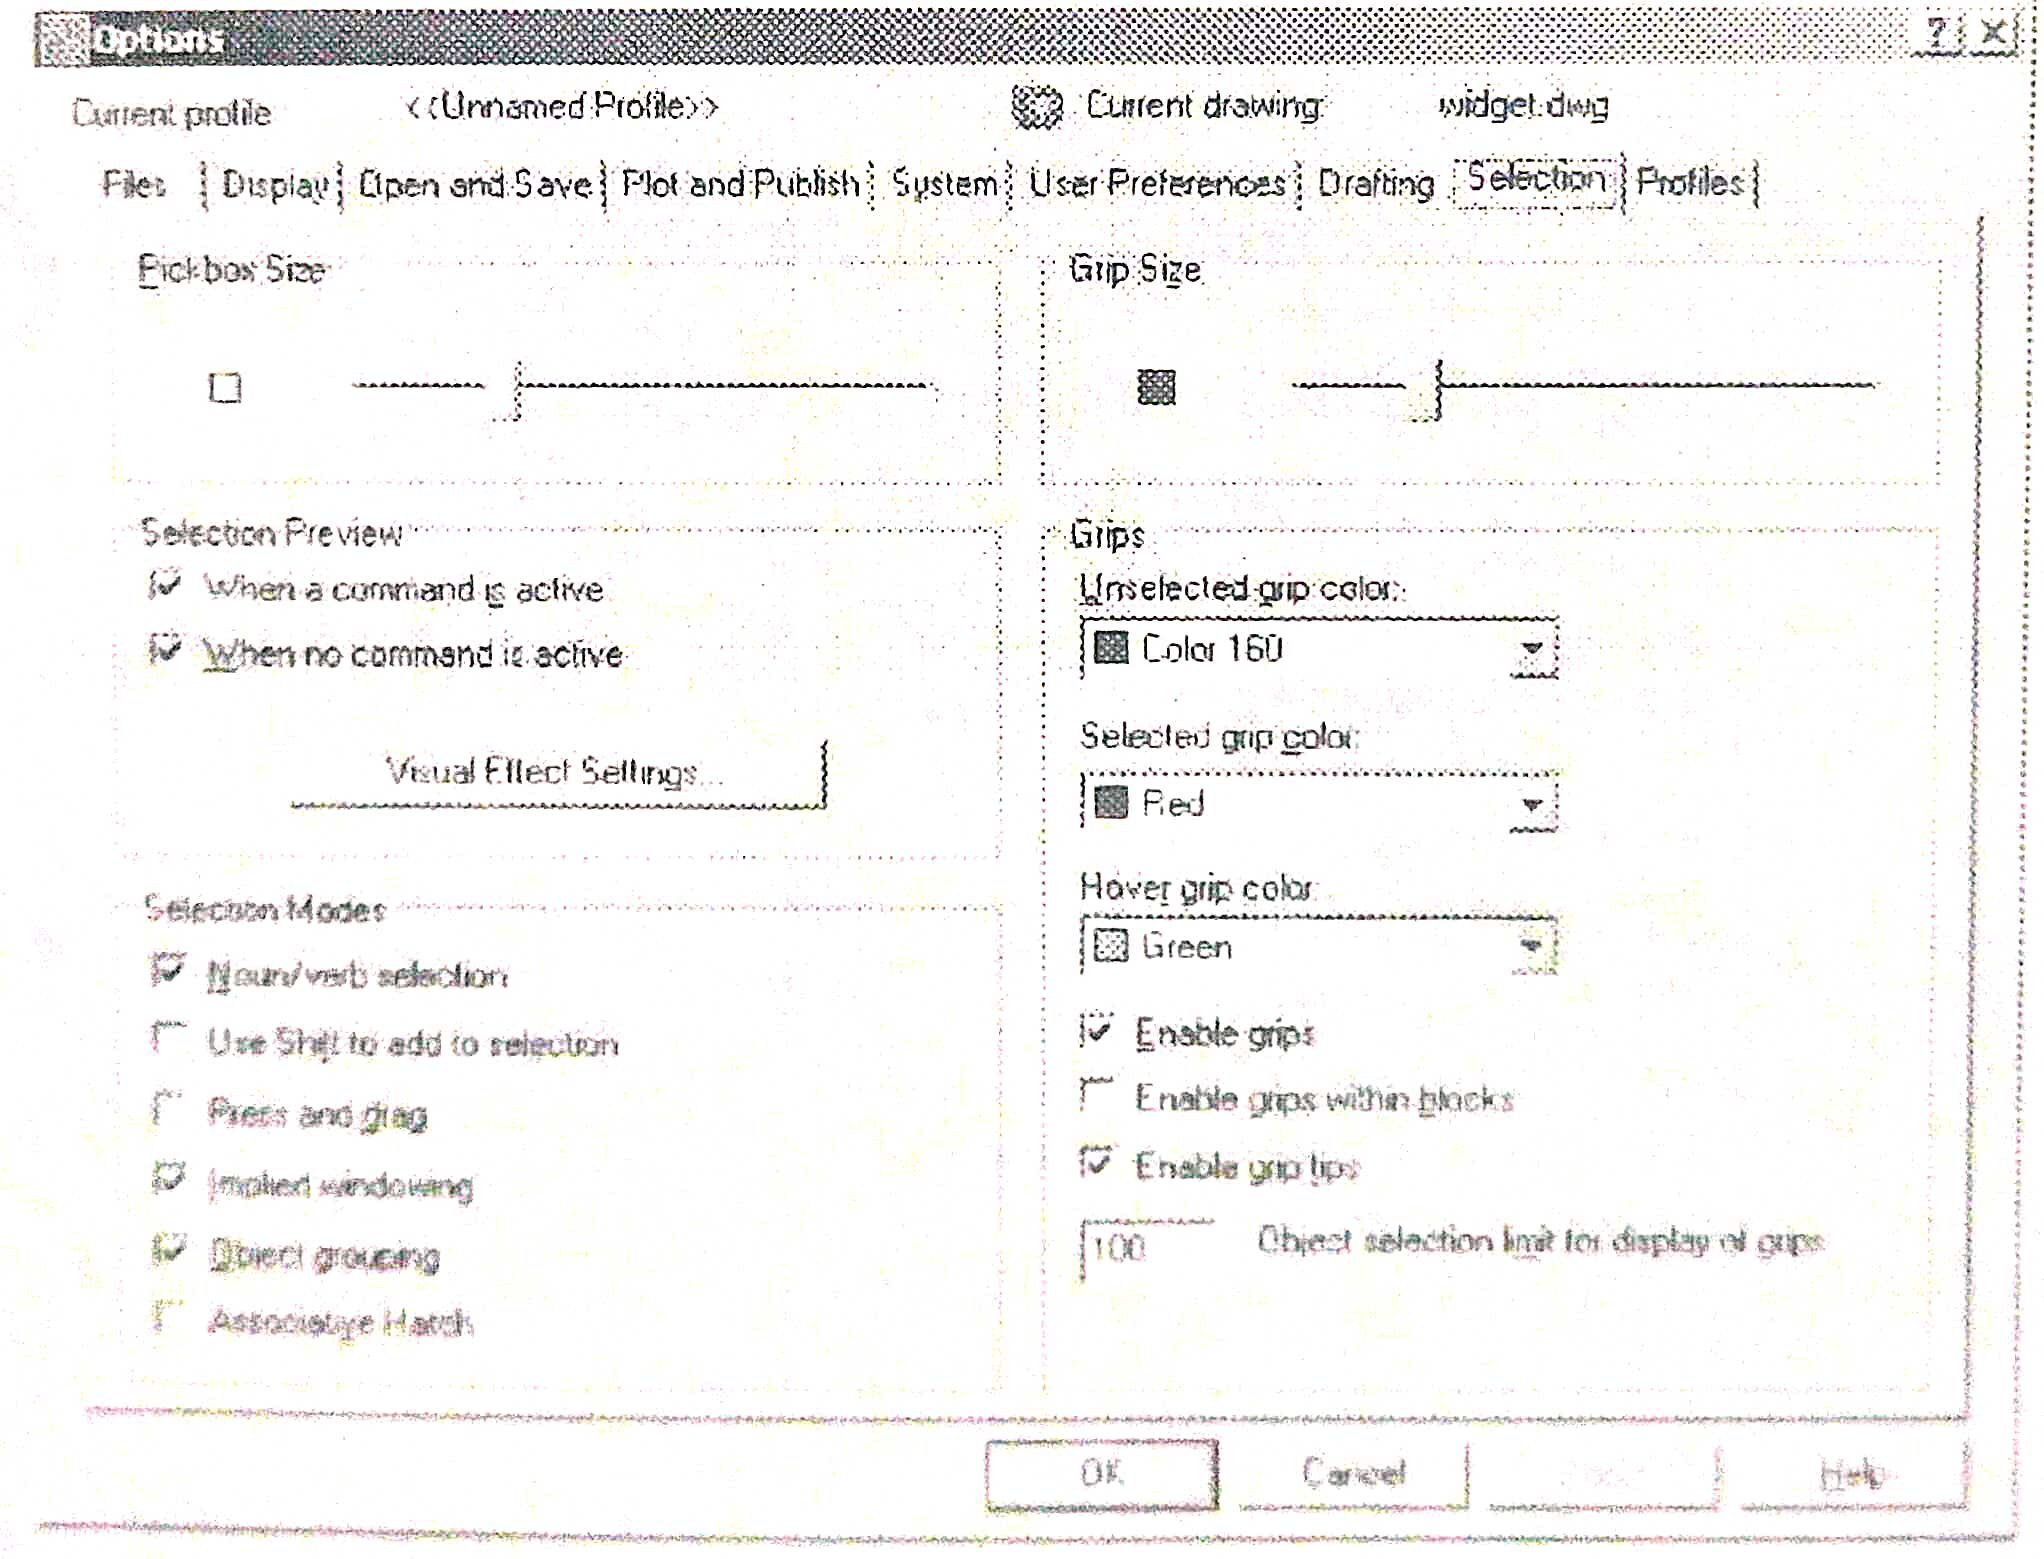 Options ? X
Current profile <<Unnamed Profile>> Current drawing: widget.dwg
Files Display Open and Save Plot and Publish System User Preferences Drafting Selection Profiles
Pickbox Size
Grip Size
Selection Preview
When a command is active
When no command is active
Visual Effect Settings...
Selection Modes
Noun/verb selection
Use Shift to add to selection
Press and drag
Implied windowing
Object grouping
Associative Hatch
Grips
Unselected grip color:
Color 160
Selected grip color:
Red
Hover grip color:
Green
Enable grips
Enable grips within blocks
Enable grip tips
100 Object selection limit for display of grips
OK Cancel Help